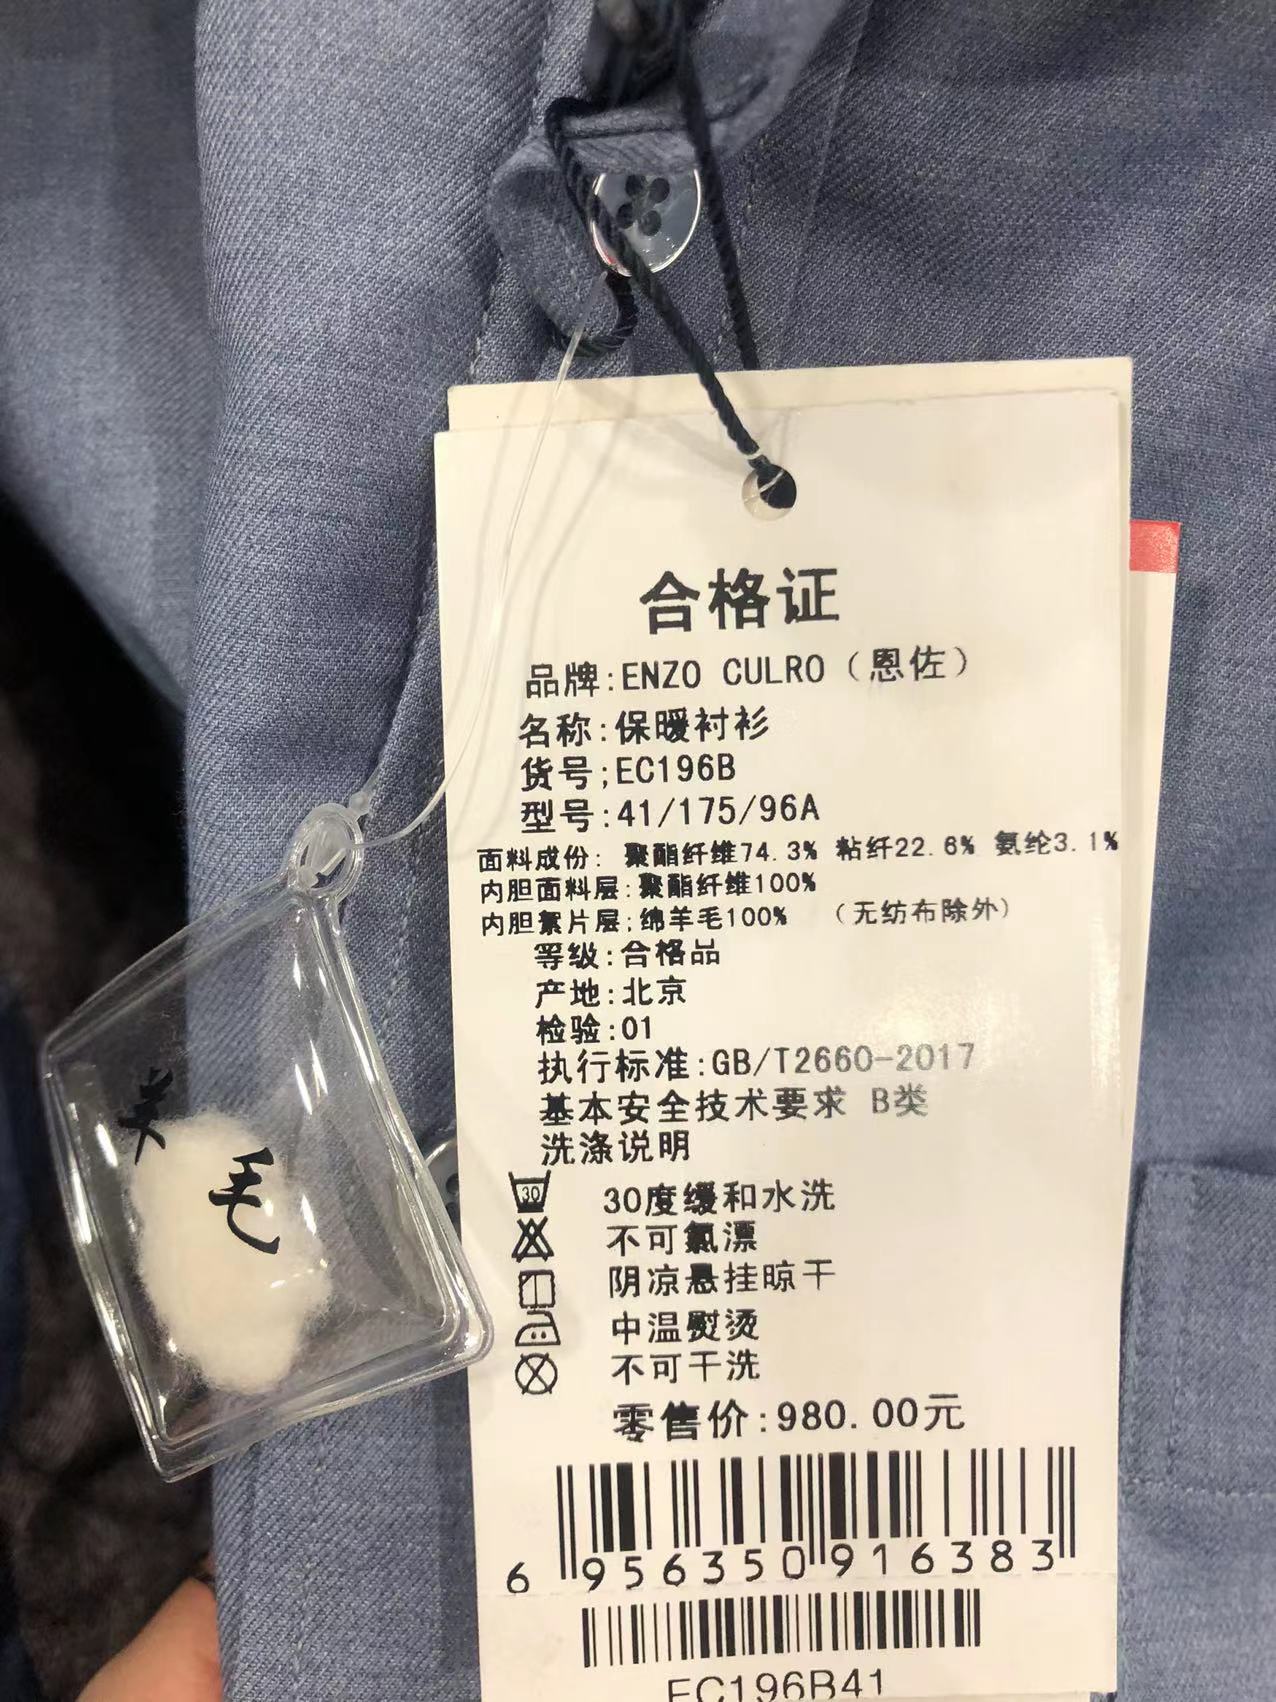 合格证
品牌:ENZO CULRO（恩佐）
名称:保暖衬衫
货号;EC196B
型号:41/175/96A
面料成份: 聚酯纤维74.3% 粘纤22.6% 氨纶3.1%
内胆面料层:聚酯纤维100%
内胆絮片层;绵羊毛100% （无纺布除外）
等级:合格品
产地:北京
检验:01
执行标准:GB/T2660-2017
基本安全技术要求 B类
洗涤说明
30 30度缓和水洗
不可氯漂
阴凉悬挂晾干
中温熨烫
不可干洗
零售价:980.00元
6 956350 916383
EC196B41
羊毛